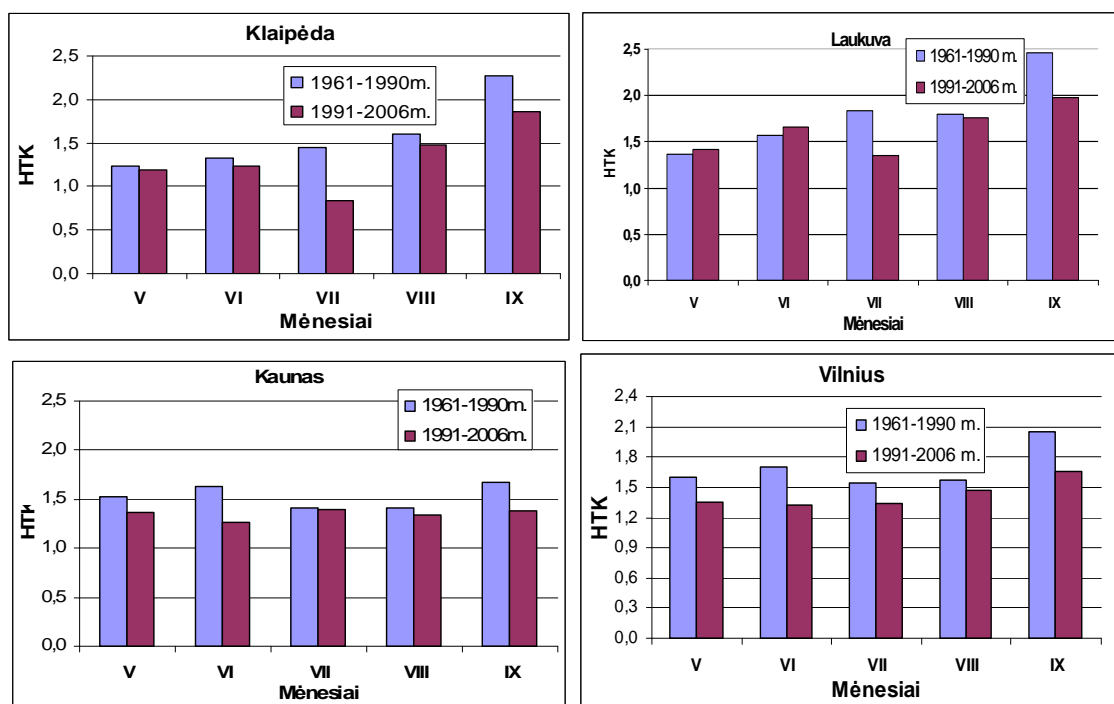 Klaipėda
1961-1990m.
1991-2006m.
HTK
2,5
2,0
1,5
1,0
0,5
0,0
V VI VII VIII IX
Mėnesiai
Laukuva
1961-1990 m.
1991-2006 m.
HTK
2,5
2,0
1,5
1,0
0,5
0,0
V VI VII VIII IX
Mėnesiai
Kaunas
1961-1990m.
1991-2006m.
HTK
2,5
2,0
1,5
1,0
0,5
0,0
V VI VII VIII IX
Mėnesiai
Vilnius
1961-1990 m.
1991-2006 m.
HTK
2,4
2,1
1,8
1,5
1,2
0,9
0,6
0,3
0,0
V VI VII VIII IX
Mėnesiai